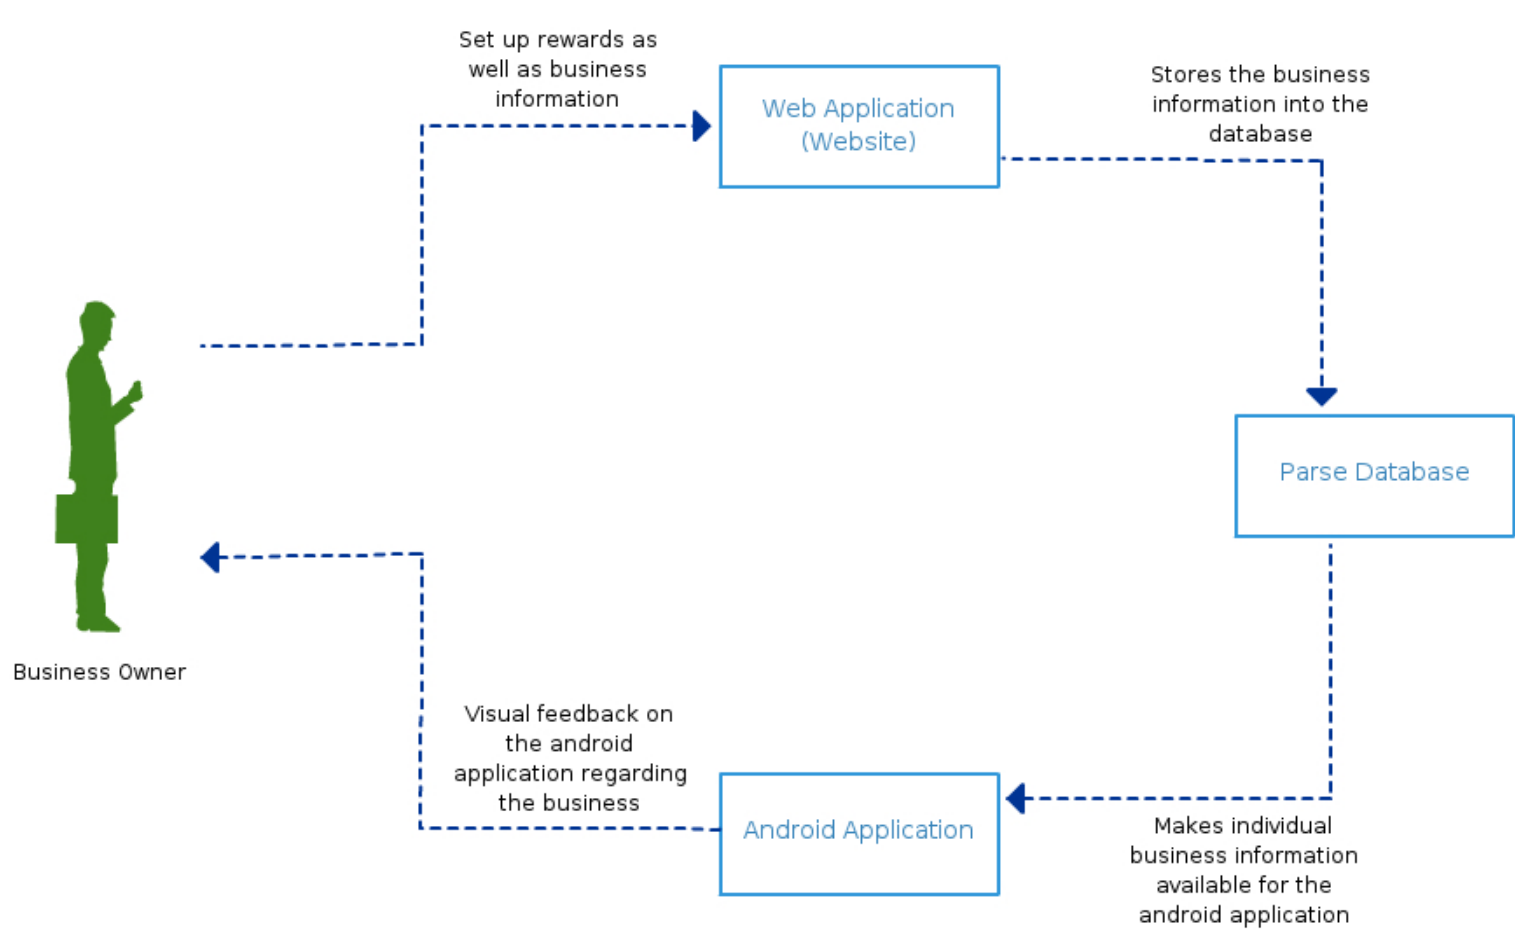 Set up rewards as
well as business
information
Web Application
(Website)
Stores the business
information into the
database
Parse Database
Business Owner
Visual feedback on
the android
application regarding
the business
Android Application
Makes individual
business information
available for the
android application